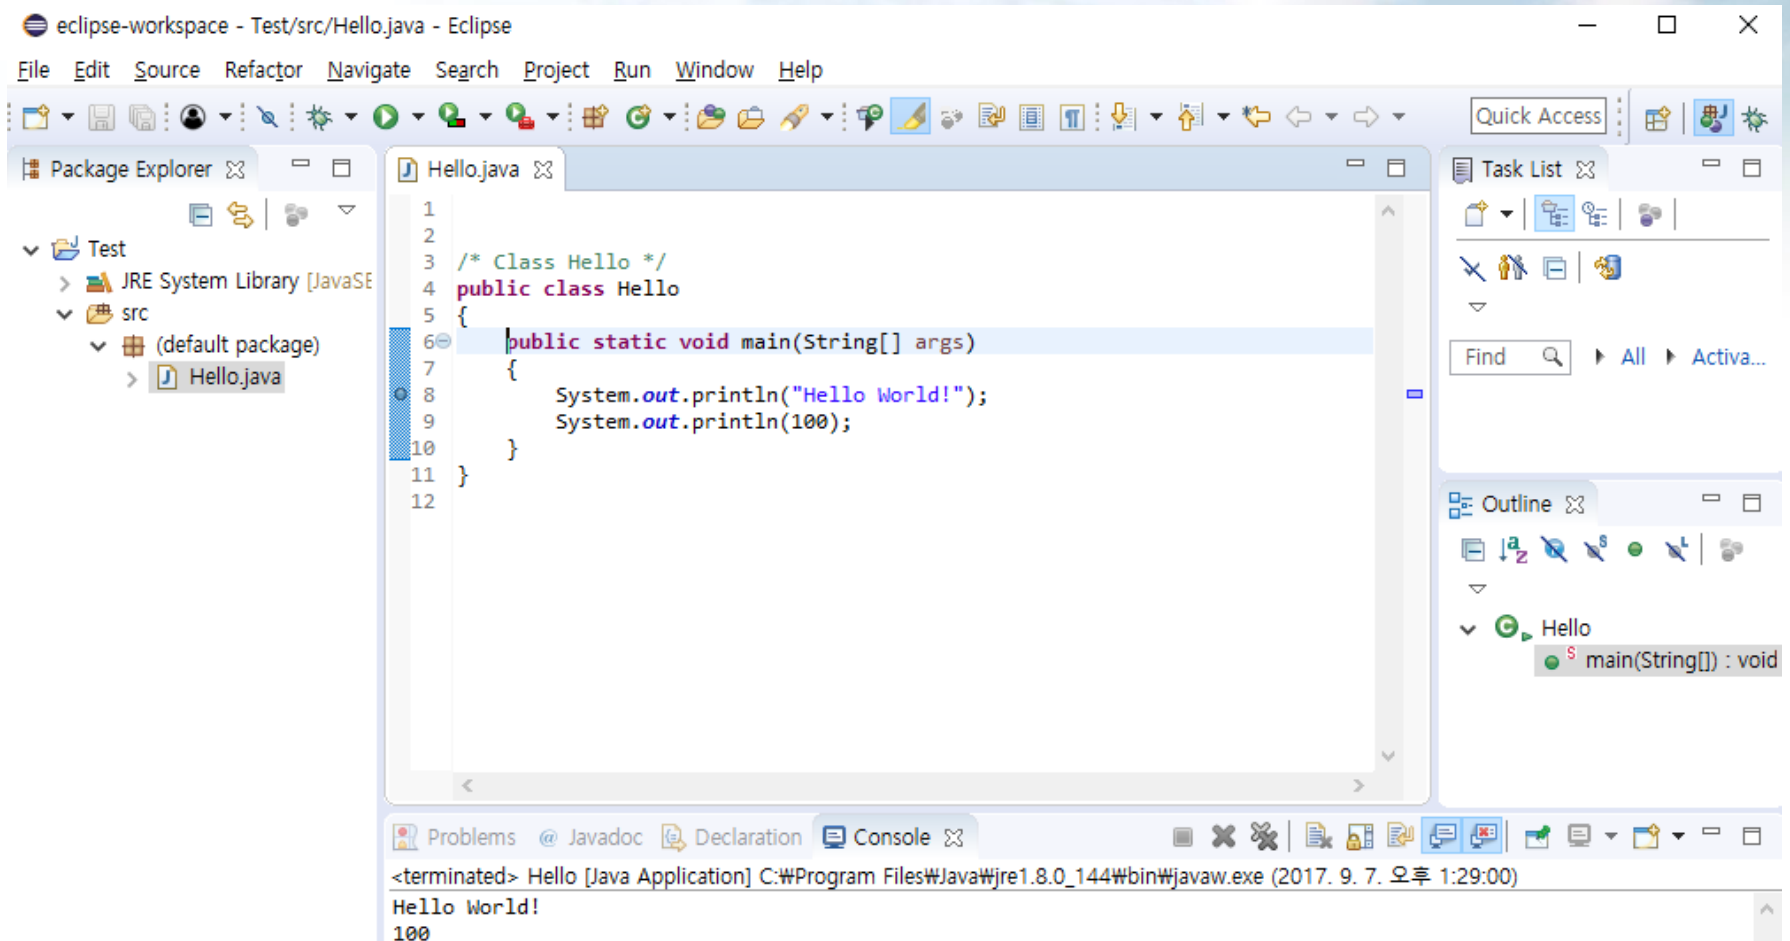 eclipse-workspace - Test/src/Hello.java - Eclipse
File Edit Source Refactor Navigate Search Project Run Window Help
Quick Access
Package Explorer
Test
JRE System Library [JavaSE
src
(default package)
Hello.java
Hello.java
1
2
3 /* Class Hello */
4 public class Hello
5 {
6 public static void main(String[] args)
7 {
8 System.out.println("Hello World!");
9 System.out.println(100);
10 }
11 }
12
Task List
Find All Activa...
Outline
Hello
main(String[]) : void
Problems @ Javadoc Declaration Console
<terminated> Hello [Java Application] C:₩Program Files₩Java₩jre1.8.0_144₩bin₩javaw.exe (2017. 9. 7. 오후 1:29:00)
Hello World!
100